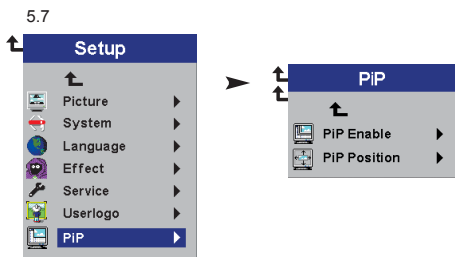 5.7
Setup
Picture
System
Language
Effect
Service
Userlogo
PiP
PiP
PiP Enable
PiP Position